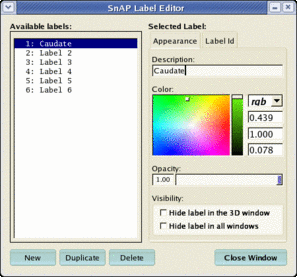 SnAP Label Editor
Available labels:
1: Caudate
2: Label 2
3: Label 3
4: Label 4
5: Label 5
6: Label 6
New Duplicate Delete
Selected Label:
Appearance Label Id
Description:
Caudate
Color:
rgb
0.439
1.000
0.078
Opacity:
1.00
Visibility:
Hide label in the 3D window
Hide label in all windows
Close Window